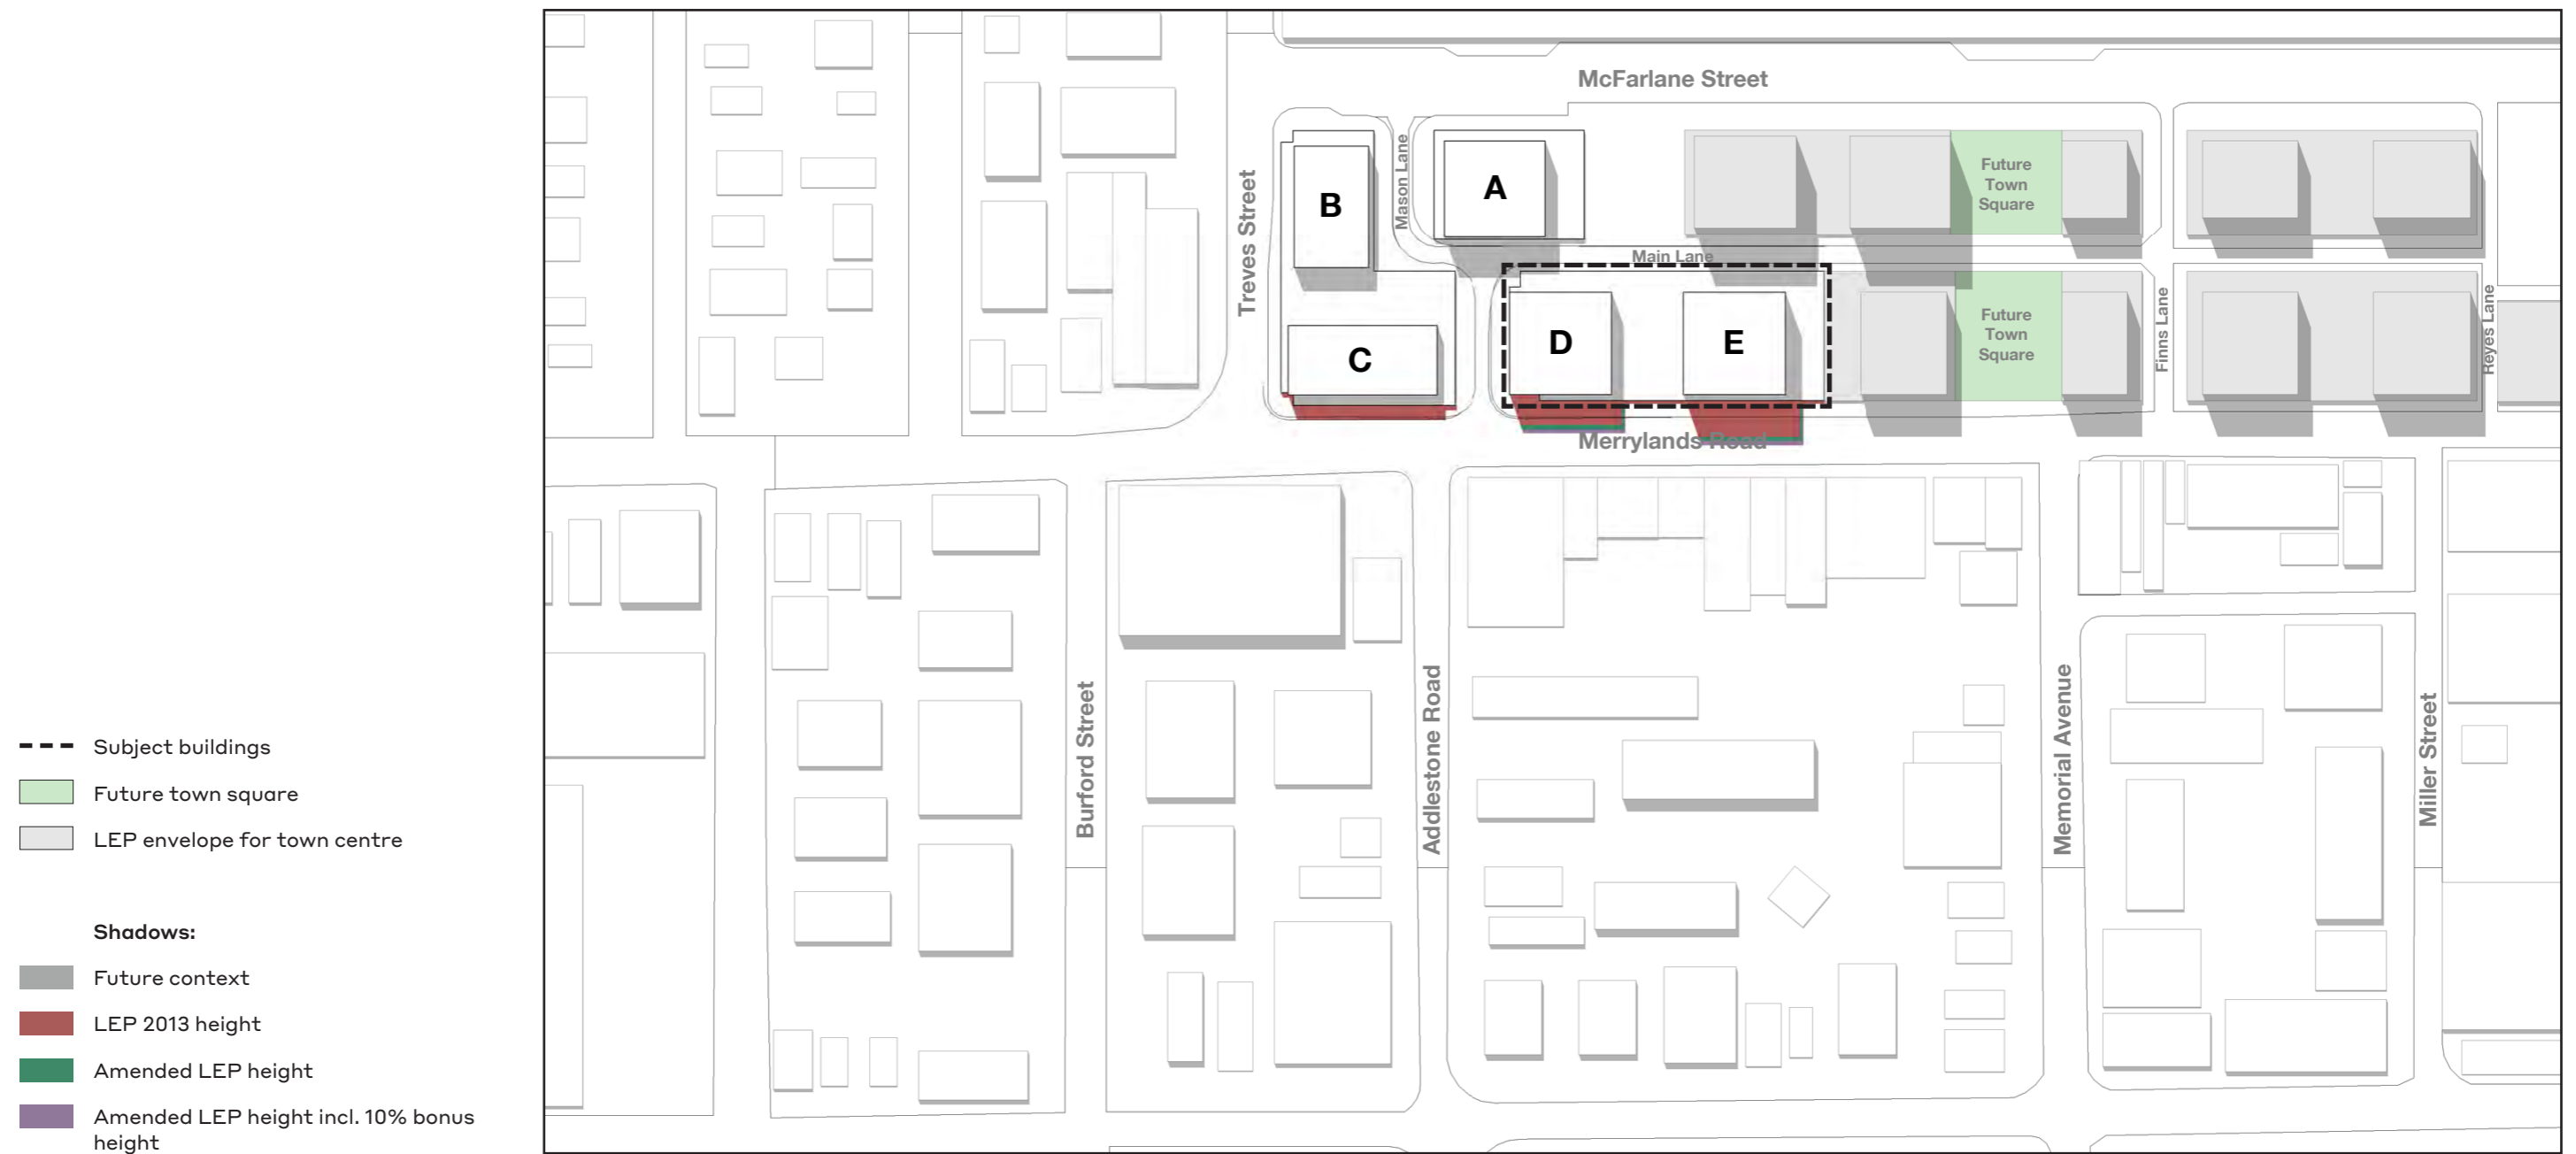 McFarlane Street
Treves Street
Mason Lane
B
A
C
D
E
Main Lane
Future
Town
Square
Future
Town
Square
Finns Lane
Reyes Lane
Merrylands Road
Burford Street
Addlestone Road
Memorial Avenue
Miller Street
Subject buildings
Future town square
LEP envelope for town centre
Shadows:
Future context
LEP 2013 height
Amended LEP height
Amended LEP height incl. 10% bonus
height